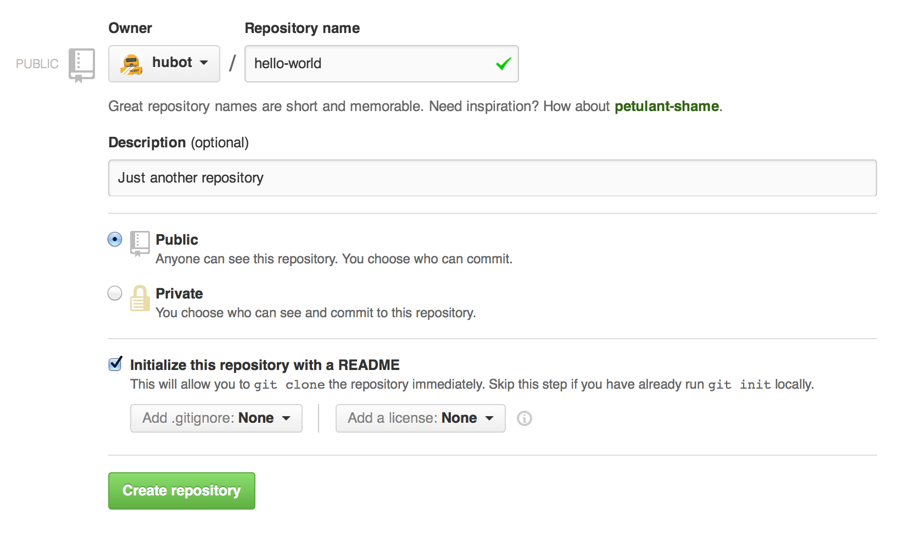 Owner Repository name
PUBLIC hubot / hello-world
Great repository names are short and memorable. Need inspiration? How about petulant-shame.
Description (optional)
Just another repository
Public
Anyone can see this repository. You choose who can commit.
Private
You choose who can see and commit to this repository.
Initialize this repository with a README
This will allow you to git clone the repository immediately. Skip this step if you have already run git init locally.
Add .gitignore: None Add a license: None
Create repository